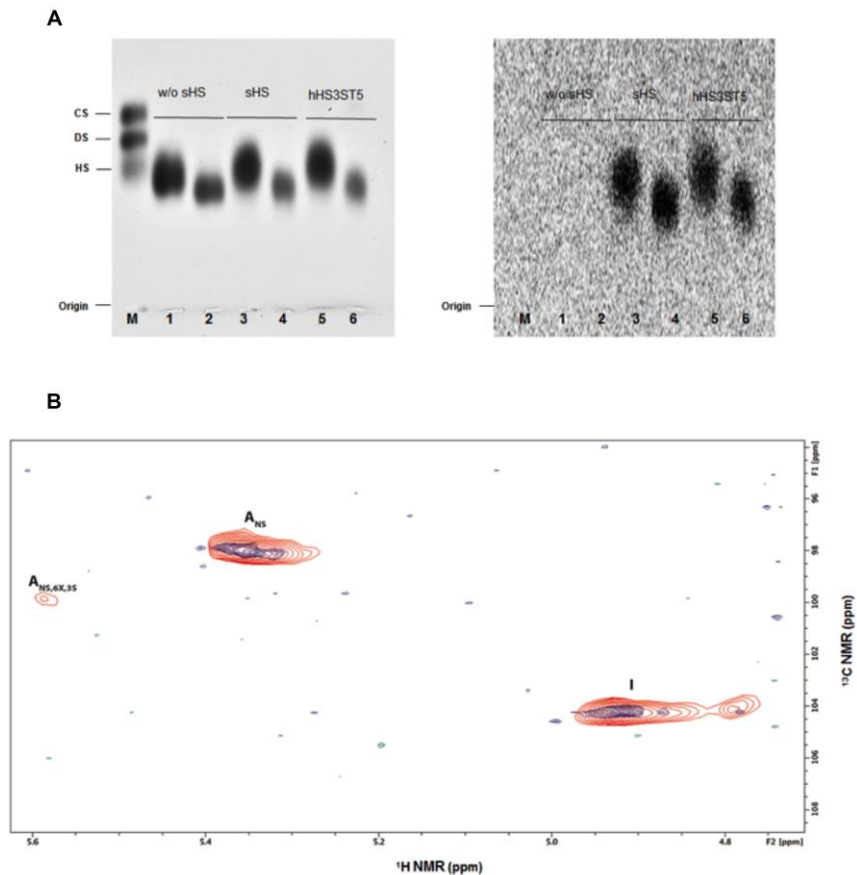 A
w/o sHS sHS hHS3ST5
CS
DS
HS
Origin
M 1 2 3 4 5 6
w/o sHS sHS hHS3ST5
Origin
M 1 2 3 4 5 6
B
A NS
A NS,6X,3S
I
F1 [ppm]
96
98
100
102
104
106
108
¹³C NMR (ppm)
5.6 5.4 5.2 5.0 4.8 F2 [ppm]
¹H NMR (ppm)